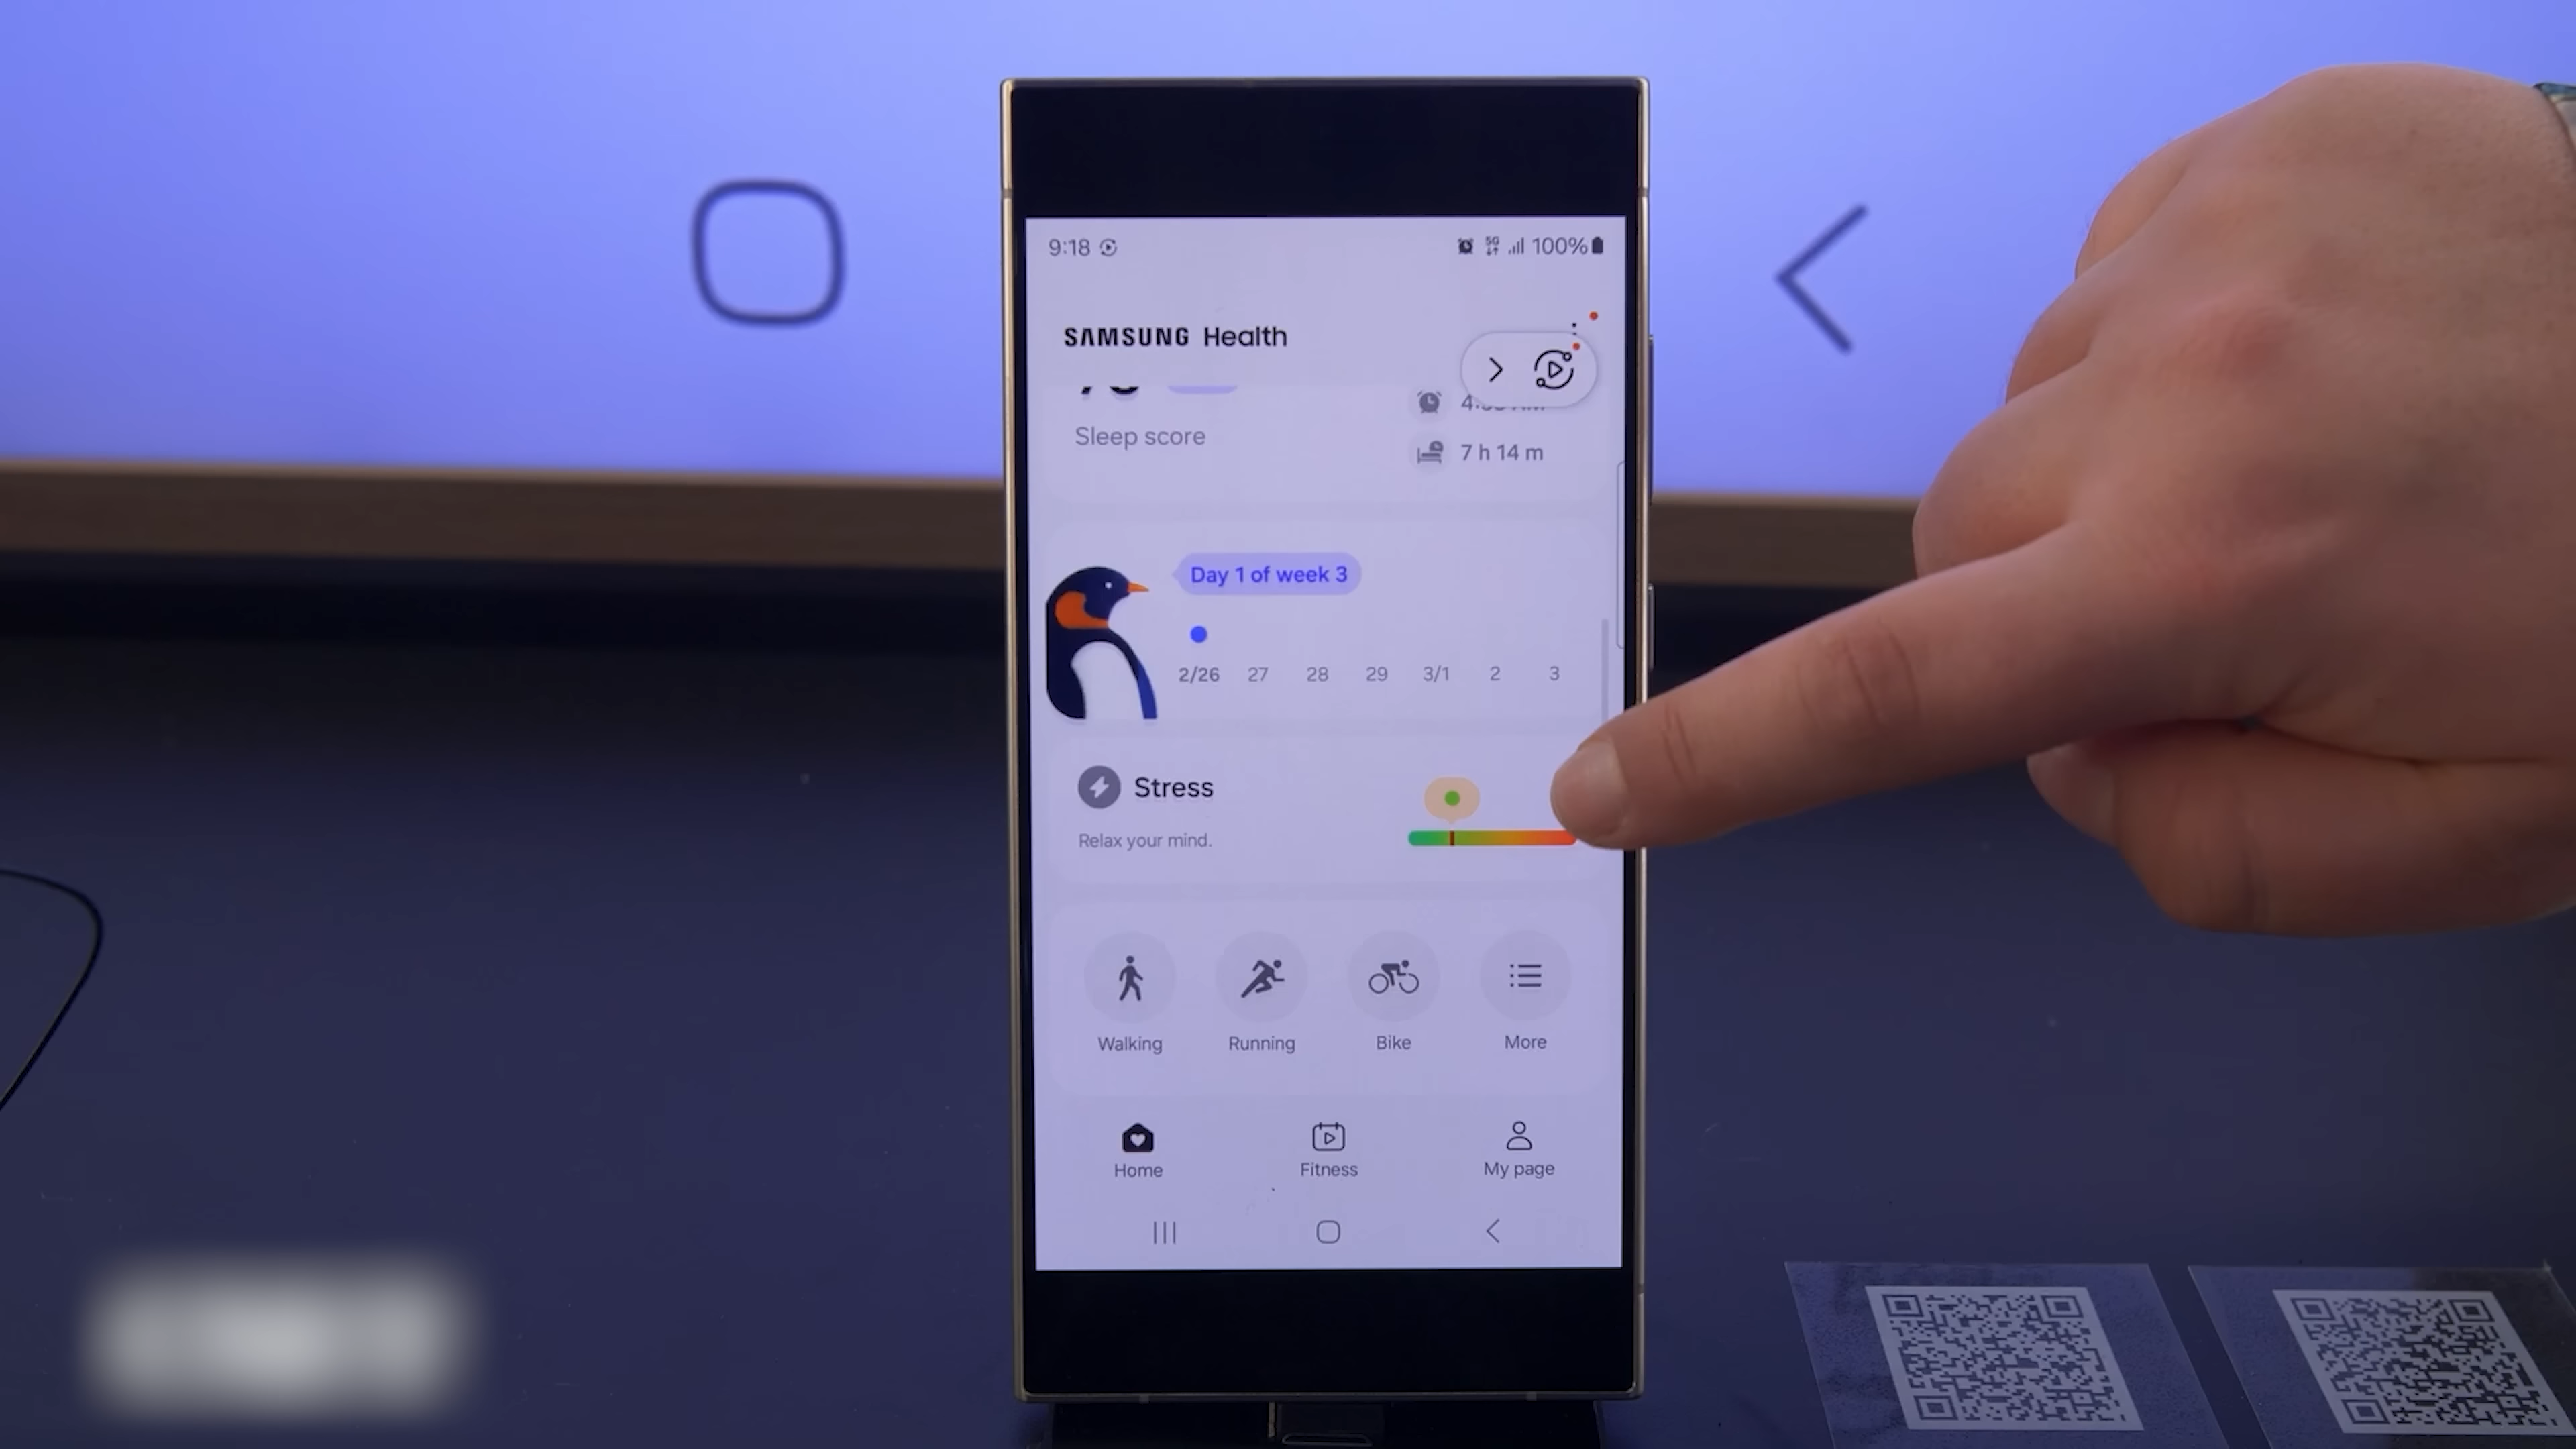 9:18
5G
100%
SAMSUNG Health
Sleep score
7 h 14 m
Day 1 of week 3
2/26 27 28 29 3/1 2 3
Stress
Relax your mind.
Walking Running Bike More
Home Fitness My page